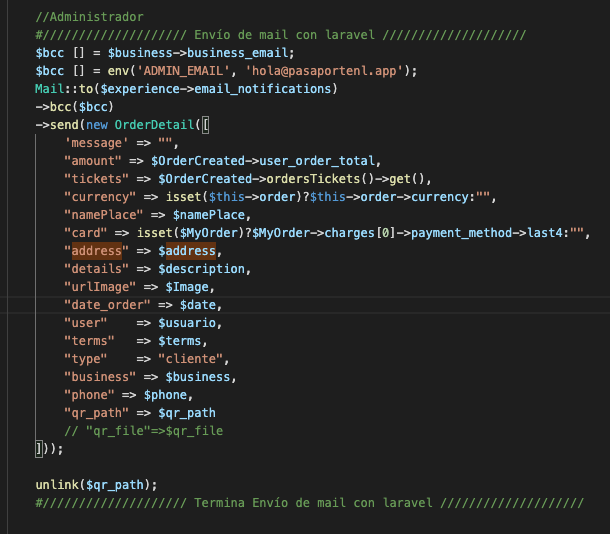 //Administrador
#//////////////////// Envío de mail con laravel ////////////////////
$bcc [] = $business->business_email;
$bcc [] = env('ADMIN_EMAIL', 'hola@pasaportenl.app');
Mail::to($experience->email_notifications)
->bcc($bcc)
->send(new OrderDetail([
'message' => "",
"amount" => $OrderCreated->user_order_total,
"tickets" => $OrderCreated->ordersTickets()->get(),
"currency" => isset($this->order)?$this->order->currency:"",
"namePlace" => $namePlace,
"card" => isset($MyOrder)?$MyOrder->charges[0]->payment_method->last4:"",
"address" => $address,
"details" => $description,
"urlImage" => $Image,
"date_order" => $date,
"user"    => $usuario,
"terms"   => $terms,
"type"    => "cliente",
"business" => $business,
"phone" => $phone,
"qr_path" => $qr_path
// "qr_file"=>$qr_file
]));
unlink($qr_path);
#//////////////////// Termina Envío de mail con laravel ////////////////////